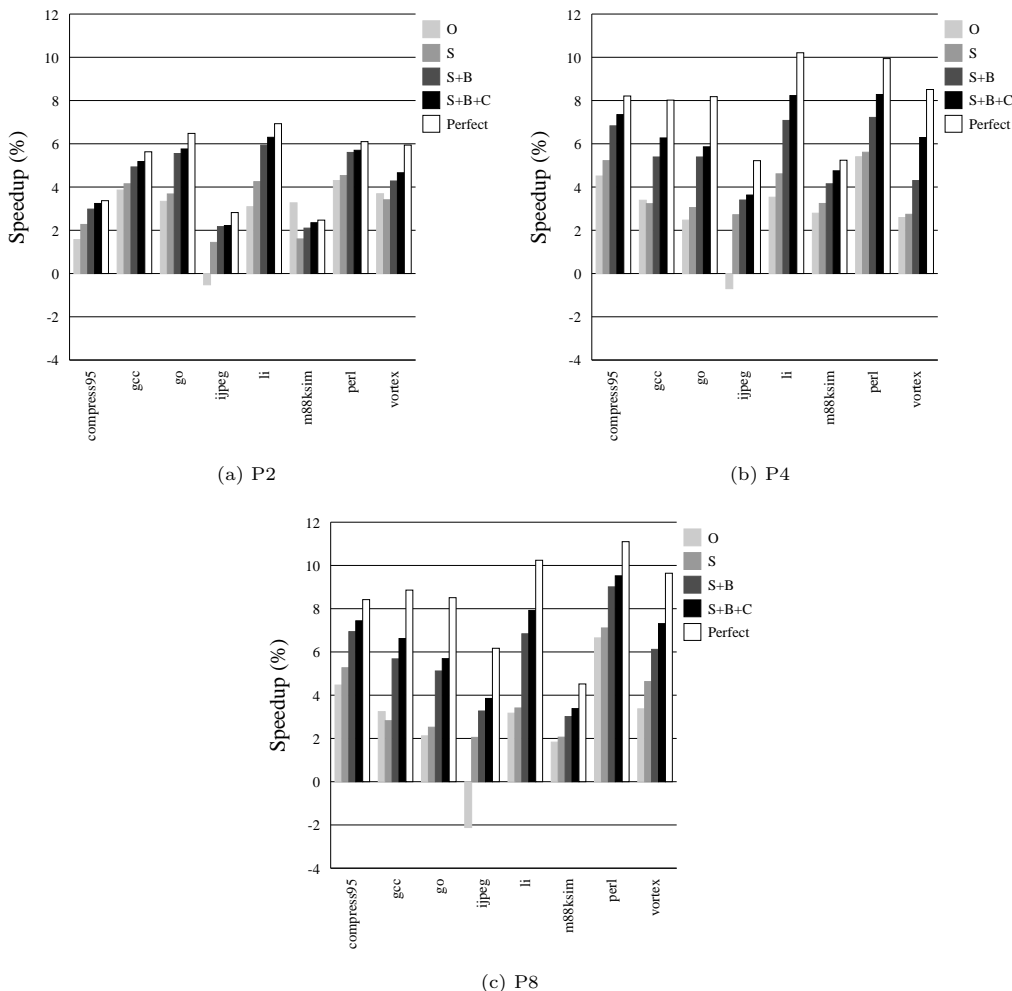 12
10
8
6
4
2
0
-2
-4
Speedup (%)
compress95
gcc
go
ijpeg
li
m88ksim
perl
vortex
O
S
S+B
S+B+C
Perfect
(a) P2
12
10
8
6
4
2
0
-2
-4
Speedup (%)
compress95
gcc
go
ijpeg
li
m88ksim
perl
vortex
O
S
S+B
S+B+C
Perfect
(b) P4
12
10
8
6
4
2
0
-2
-4
Speedup (%)
compress95
gcc
go
ijpeg
li
m88ksim
perl
vortex
O
S
S+B
S+B+C
Perfect
(c) P8